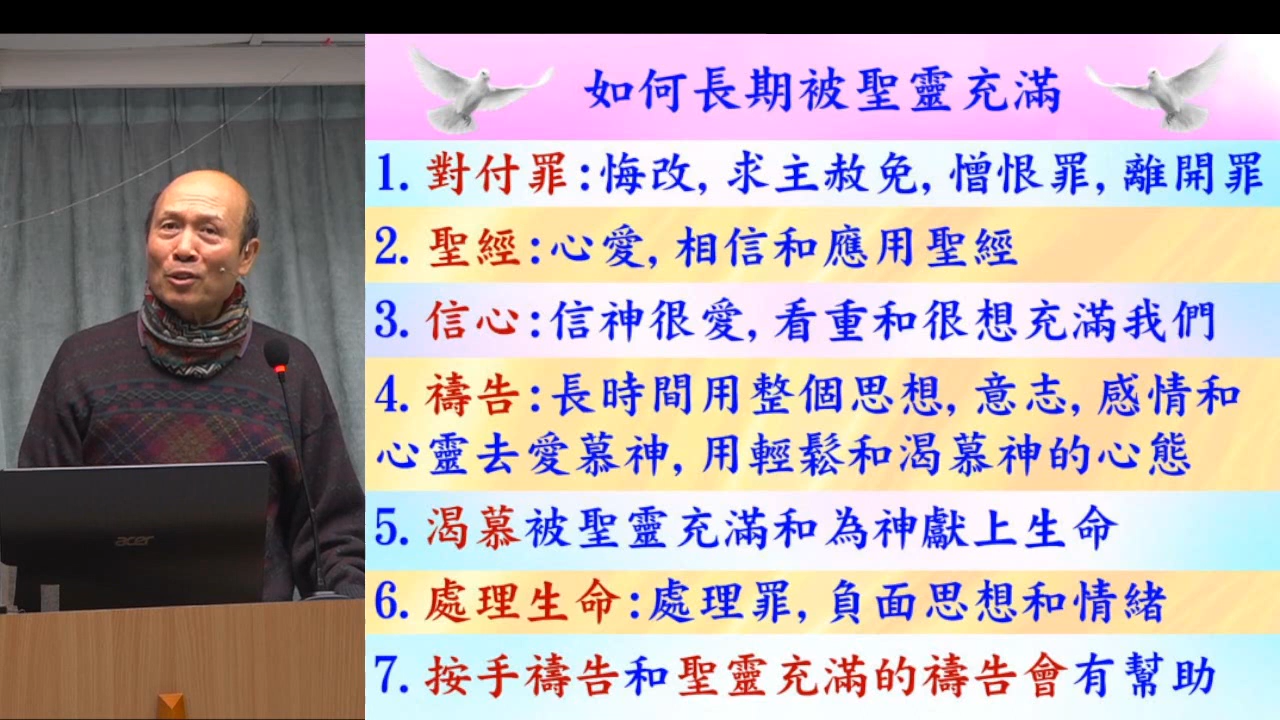 如何長期被聖靈充滿
1. 對付罪:悔改, 求主赦免, 憎恨罪, 離開罪
2. 聖經:心愛, 相信和應用聖經
3. 信心:信神很愛, 看重和很想充滿我們
4. 禱告:長時間用整個思想, 意志, 感情和
心靈去愛慕神, 用輕鬆和渴慕神的心態
5. 渴慕被聖靈充滿和為神獻上生命
6. 處理生命:處理罪, 負面思想和情緒
7. 按手禱告和聖靈充滿的禱告會有幫助
acer